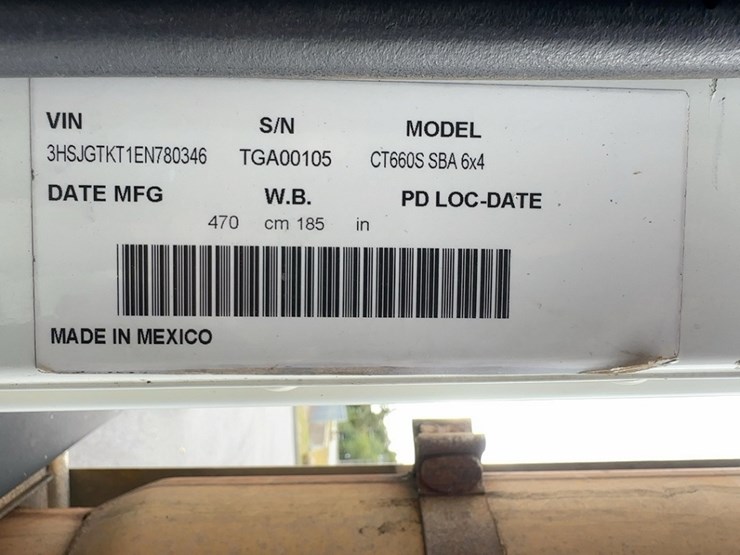 VIN S/N MODEL
3HSJGTKT1EN780346 TGA00105 CT660S SBA 6x4
DATE MFG W.B. PD LOC-DATE
470 cm 185 in
MADE IN MEXICO